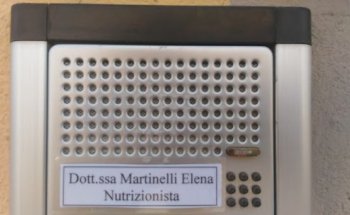 Dott.ssa Martinelli Elena
Nutrizionista